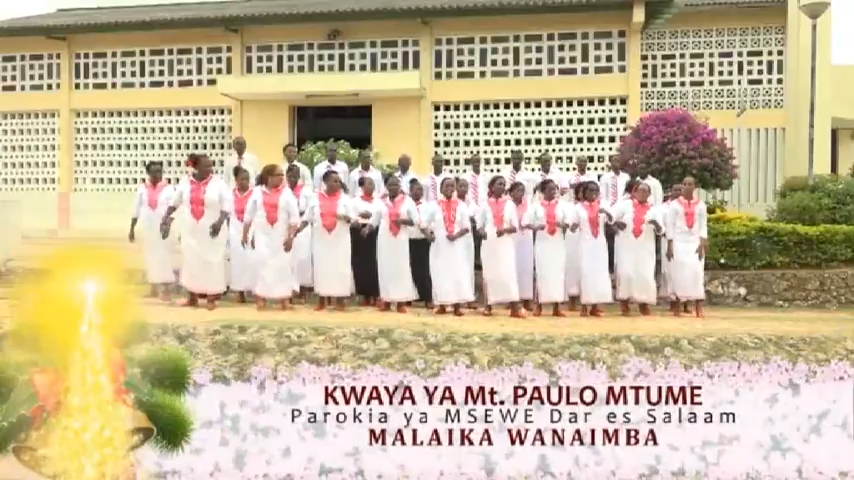 KWAYA YA Mt. PAULO MTUME
Parokia ya MSEWE Dar es Salaam
MALAIKA WANAIMBA